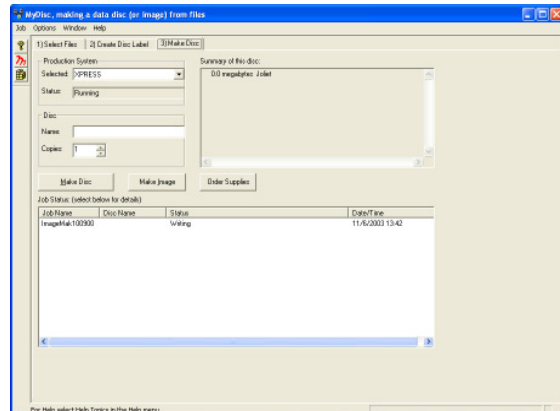 MyDisc, making a data disc (or image) from files
Job Options Window Help
1) Select Files 2) Create Disc Label 3) Make Disc
Production System
Selected: XPRESS
Status: Running
Summary of this disc:
0.0 megabytes Joliet
Disc
Name:
Copies: 1
Make Disc Make Image Order Supplies
Job Status: (select below for details)
Job Name Disc Name Status Date/Time
ImageMak100900 Writing 11/6/2003 13:42
For Help select Help Topics in the Help menu